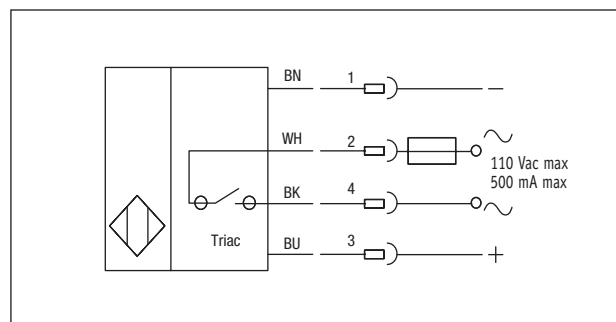 BN 1 −
WH 2
110 Vac max
500 mA max
BK 4
Triac
BU 3 +